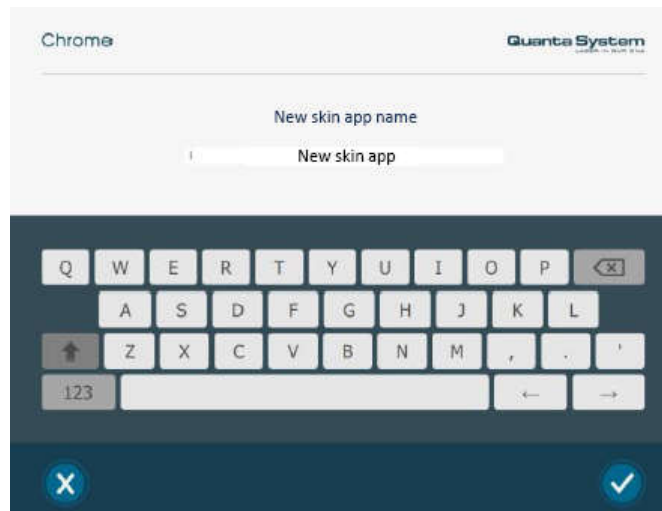 Chrome
Quanta System
New skin app name
New skin app
Q W E R T Y U I O P
A S D F G H J K L
Z X C V B N M , . '
123 ← →